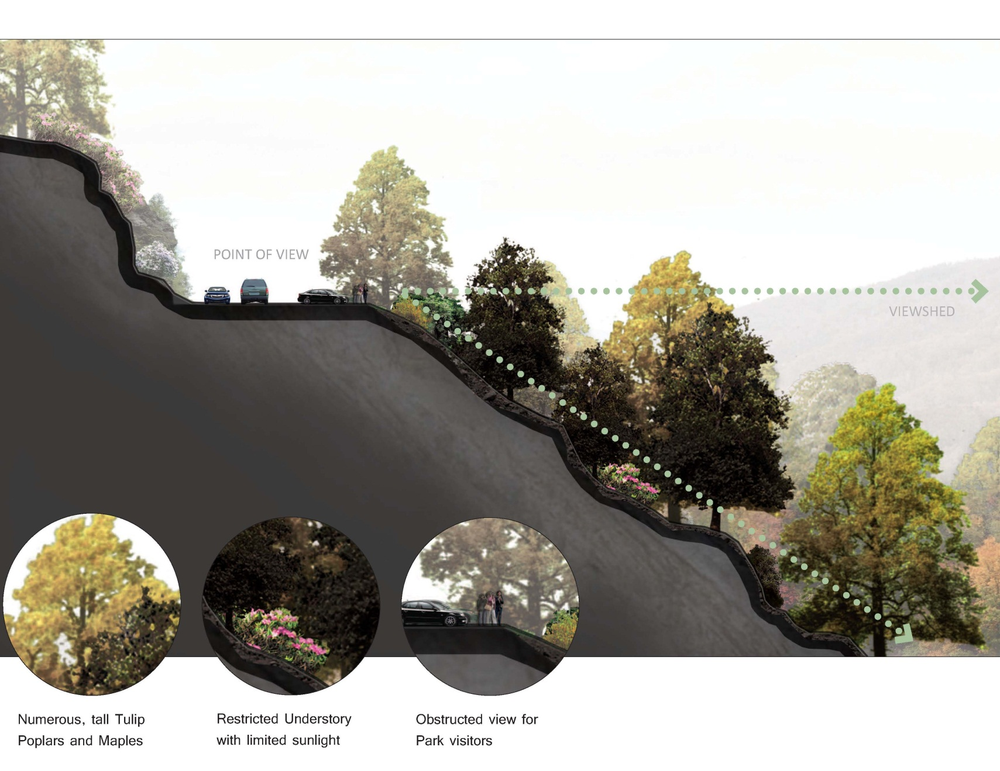 POINT OF VIEW
VIEWSHED
Numerous, tall Tulip
Poplars and Maples
Restricted Understory
with limited sunlight
Obstructed view for
Park visitors